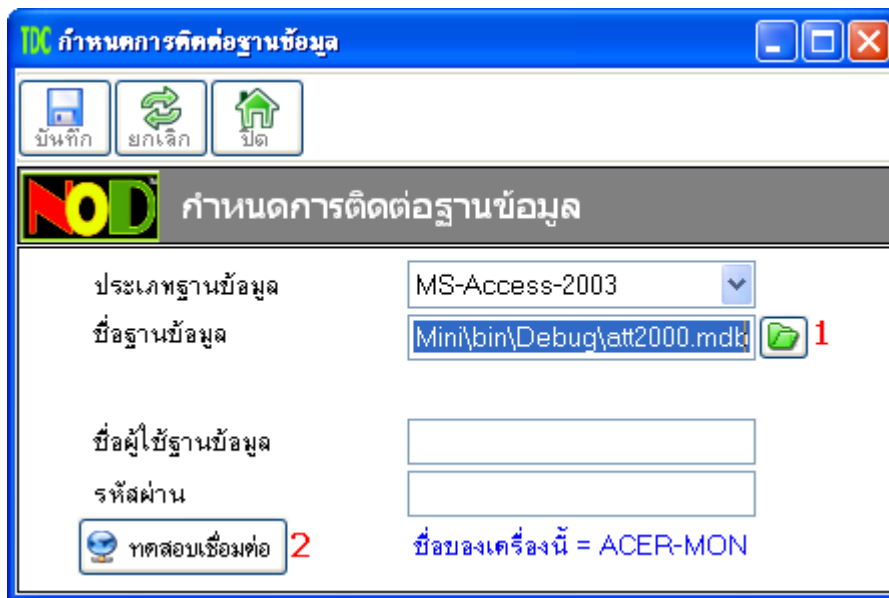 TDC กำหนดการติดต่อฐานข้อมูล
บันทึก ยกเลิก ปิด
NOD กำหนดการติดต่อฐานข้อมูล
ประเภทฐานข้อมูล MS-Access-2003
ชื่อฐานข้อมูล Mini\bin\Debug\att2000.mdb 1
ชื่อผู้ใช้ฐานข้อมูล
รหัสผ่าน
ทดสอบเชื่อมต่อ 2 ชื่อของเครื่องนี้ = ACER-MON